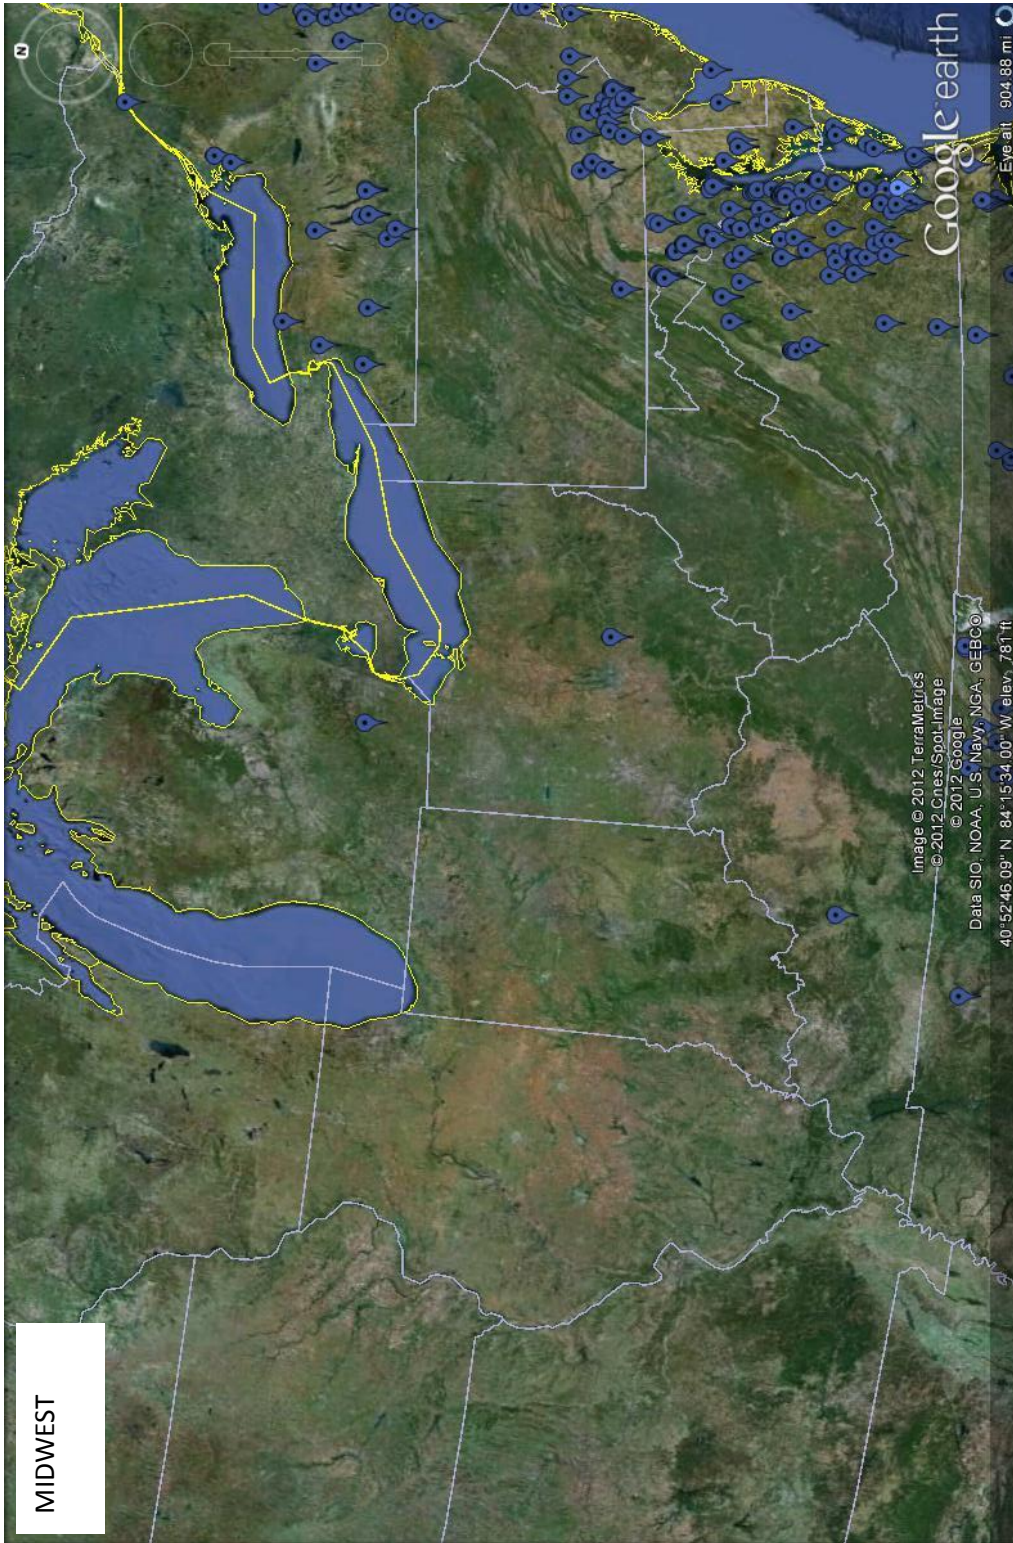 MIDWEST
N
Image © 2012 TerraMetrics
© 2012 Cnes/Spot Image
© 2012 Google
Data SIO, NOAA, U.S. Navy, NGA, GEBCO
Google earth
40°52'46.09" N 84°15'34.00" W elev 781 ft
Eye alt 904.88 mi